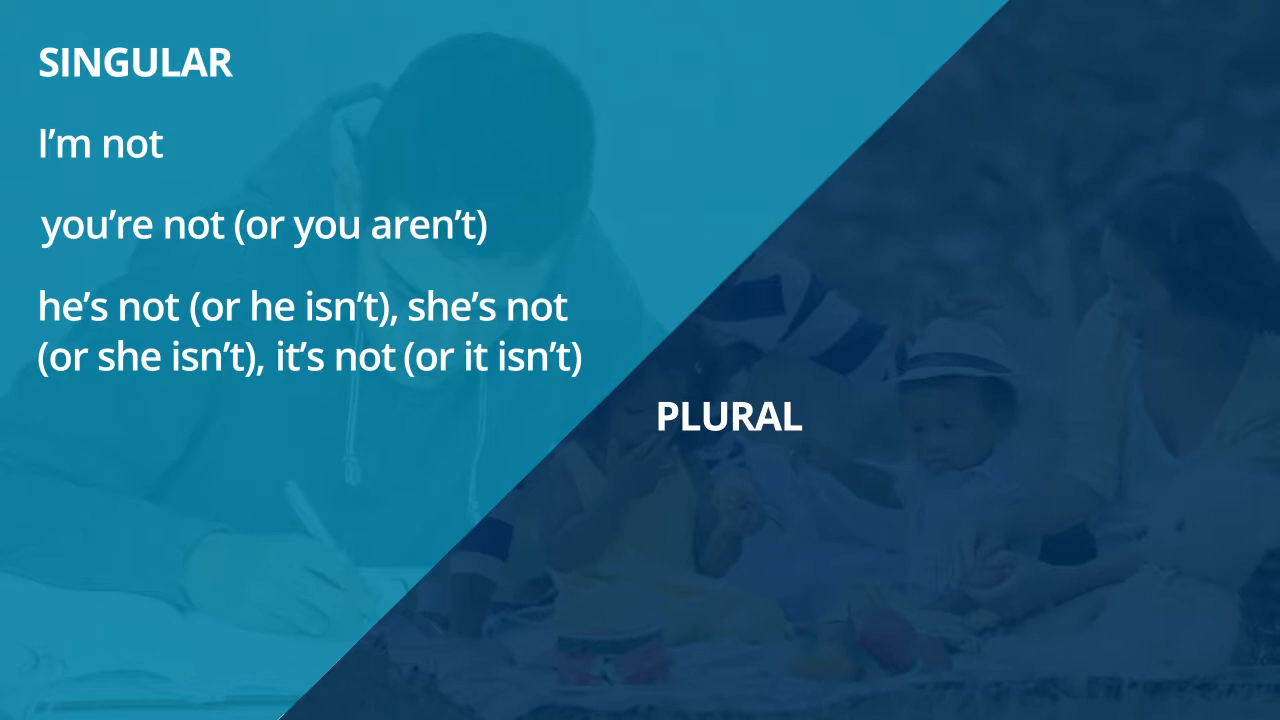 SINGULAR
I’m not
you’re not (or you aren’t)
he’s not (or he isn’t), she’s not
(or she isn’t), it’s not (or it isn’t)
PLURAL